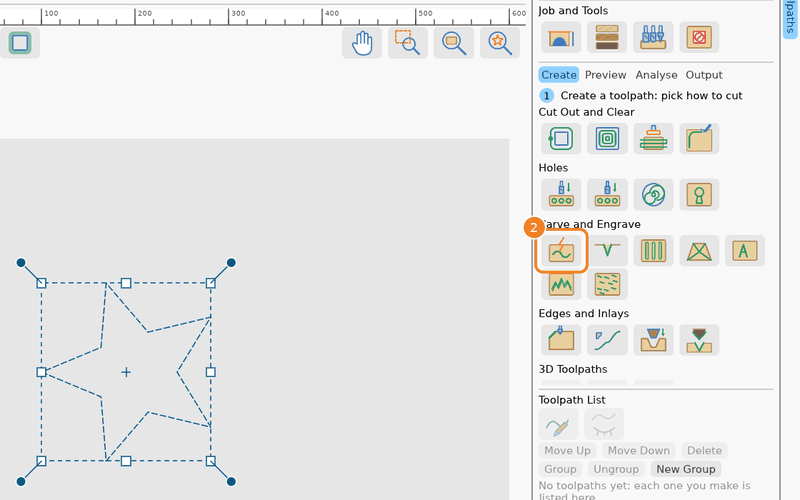 100 200 300 400 500 600
lpaths
Job and Tools
Create Preview Analyse Output
1 Create a toolpath: pick how to cut
Cut Out and Clear
Holes
2 arve and Engrave
A
Edges and Inlays
3D Toolpaths
Toolpath List
Move Up Move Down Delete
Group Ungroup New Group
No toolpaths yet: each one you make is
listed here